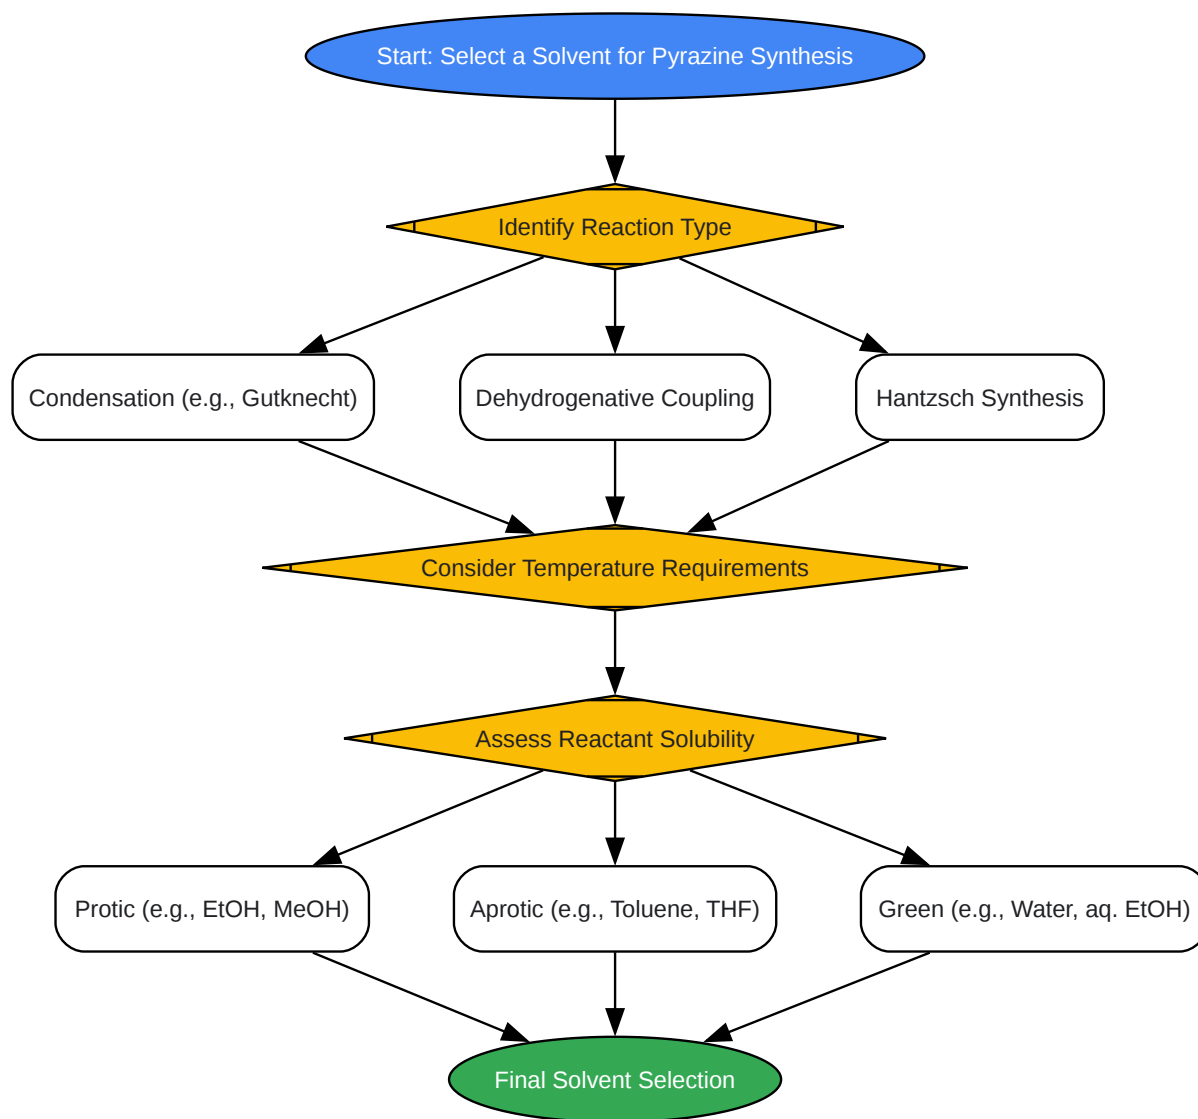 Start: Select a Solvent for Pyrazine Synthesis
Identify Reaction Type
Condensation (e.g., Gutknecht)
Dehydrogenative Coupling
Hantzsch Synthesis
Consider Temperature Requirements
Assess Reactant Solubility
Protic (e.g., EtOH, MeOH)
Aprotic (e.g., Toluene, THF)
Green (e.g., Water, aq. EtOH)
Final Solvent Selection